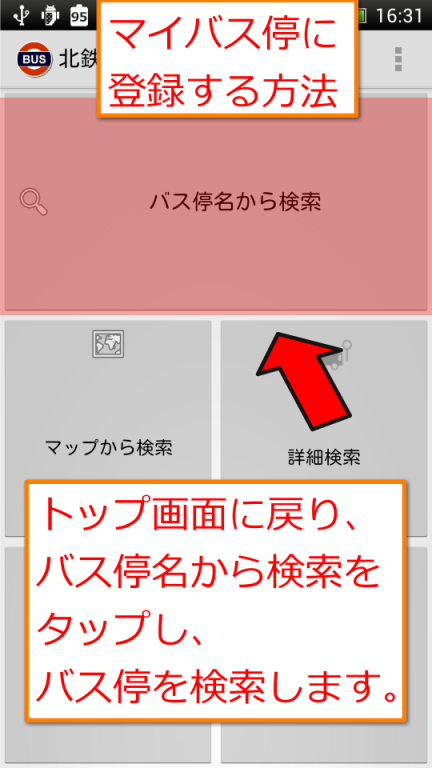 95
16:31
マイバス停に
登録する方法
BUS
北鉄
バス停名から検索
マップから検索
詳細検索
トップ画面に戻り、
バス停名から検索を
タップし、
バス停を検索します。